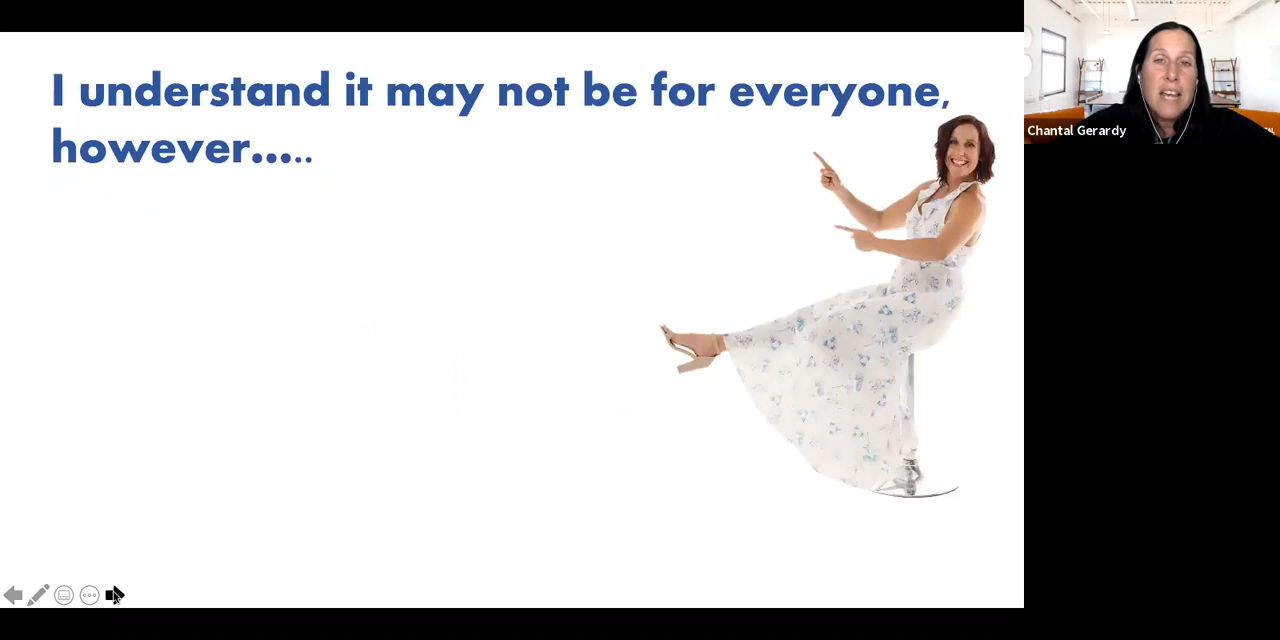 I understand it may not be for everyone,
however.....
Chantal Gerardy